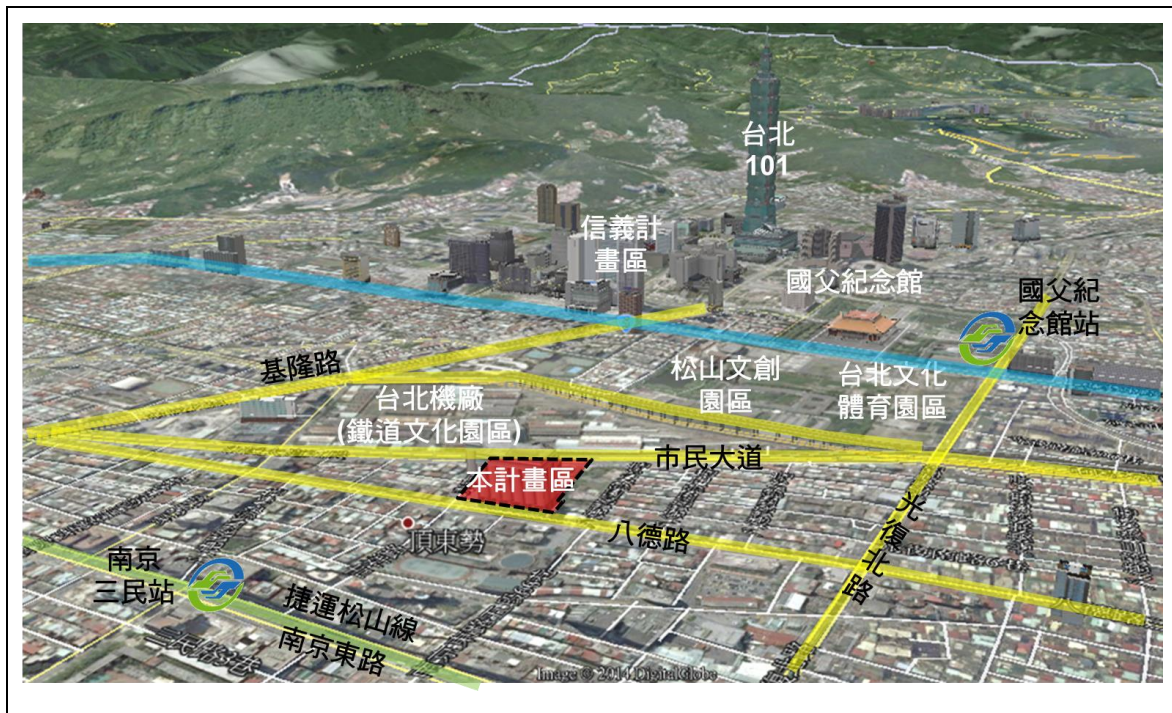 台北
101
信義計
畫區
國父紀念館
國父紀
念館站
基隆路
松山文創
園區
台北文化
體育園區
台北機廠
(鐵道文化園區)
市民大道
本計畫區
光復北路
八德路
頂東勢
南京
三民站
捷運松山線
南京東路
Image © 2014 DigitalGlobe